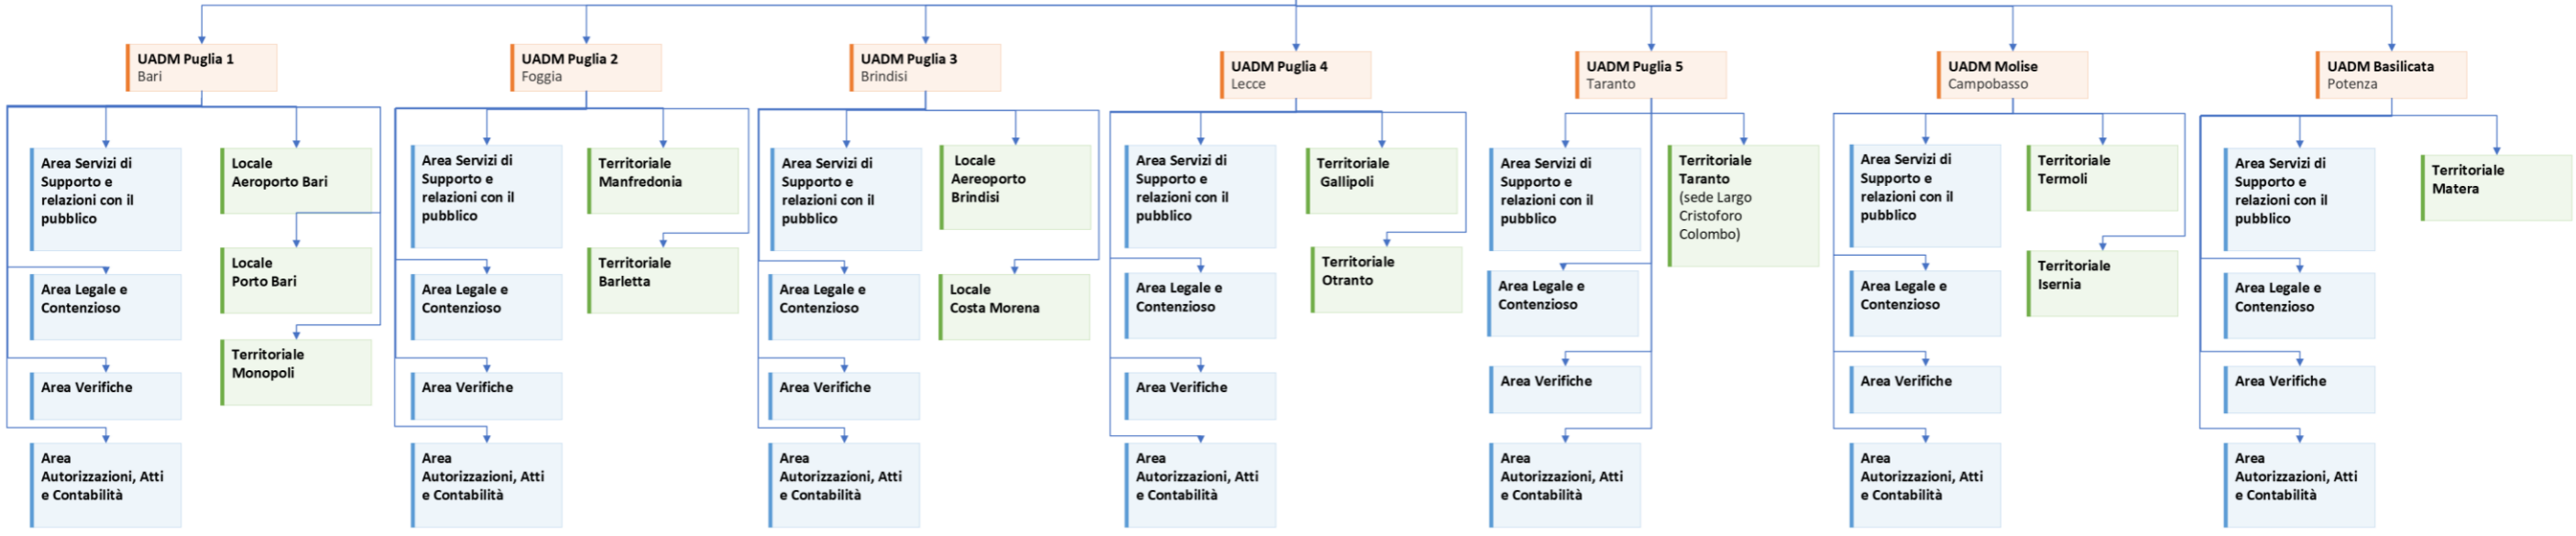 UADM Puglia 1
Bari
Area Servizi di
Supporto e
relazioni con il
pubblico
Area Legale e
Contenzioso
Area Verifiche
Area
Autorizzazioni, Atti
e Contabilità
Locale
Aeroporto Bari
Locale
Porto Bari
Territoriale
Monopoli
UADM Puglia 2
Foggia
Area Servizi di
Supporto e
relazioni con il
pubblico
Area Legale e
Contenzioso
Area Verifiche
Area
Autorizzazioni, Atti
e Contabilità
Territoriale
Manfredonia
Territoriale
Barletta
UADM Puglia 3
Brindisi
Area Servizi di
Supporto e
relazioni con il
pubblico
Area Legale e
Contenzioso
Area Verifiche
Area
Autorizzazioni, Atti
e Contabilità
Locale
Aereoporto
Brindisi
Locale
Costa Morena
UADM Puglia 4
Lecce
Area Servizi di
Supporto e
relazioni con il
pubblico
Area Legale e
Contenzioso
Area Verifiche
Area
Autorizzazioni, Atti
e Contabilità
Territoriale
Gallipoli
Territoriale
Otranto
UADM Puglia 5
Taranto
Area Servizi di
Supporto e
relazioni con il
pubblico
Area Legale e
Contenzioso
Area Verifiche
Area
Autorizzazioni, Atti
e Contabilità
Territoriale
Taranto
(sede Largo
Cristoforo
Colombo)
UADM Molise
Campobasso
Area Servizi di
Supporto e
relazioni con il
pubblico
Area Legale e
Contenzioso
Area Verifiche
Area
Autorizzazioni, Atti
e Contabilità
Territoriale
Termoli
Territoriale
Isernia
UADM Basilicata
Potenza
Area Servizi di
Supporto e
relazioni con il
pubblico
Area Legale e
Contenzioso
Area Verifiche
Area
Autorizzazioni, Atti
e Contabilità
Territoriale
Matera